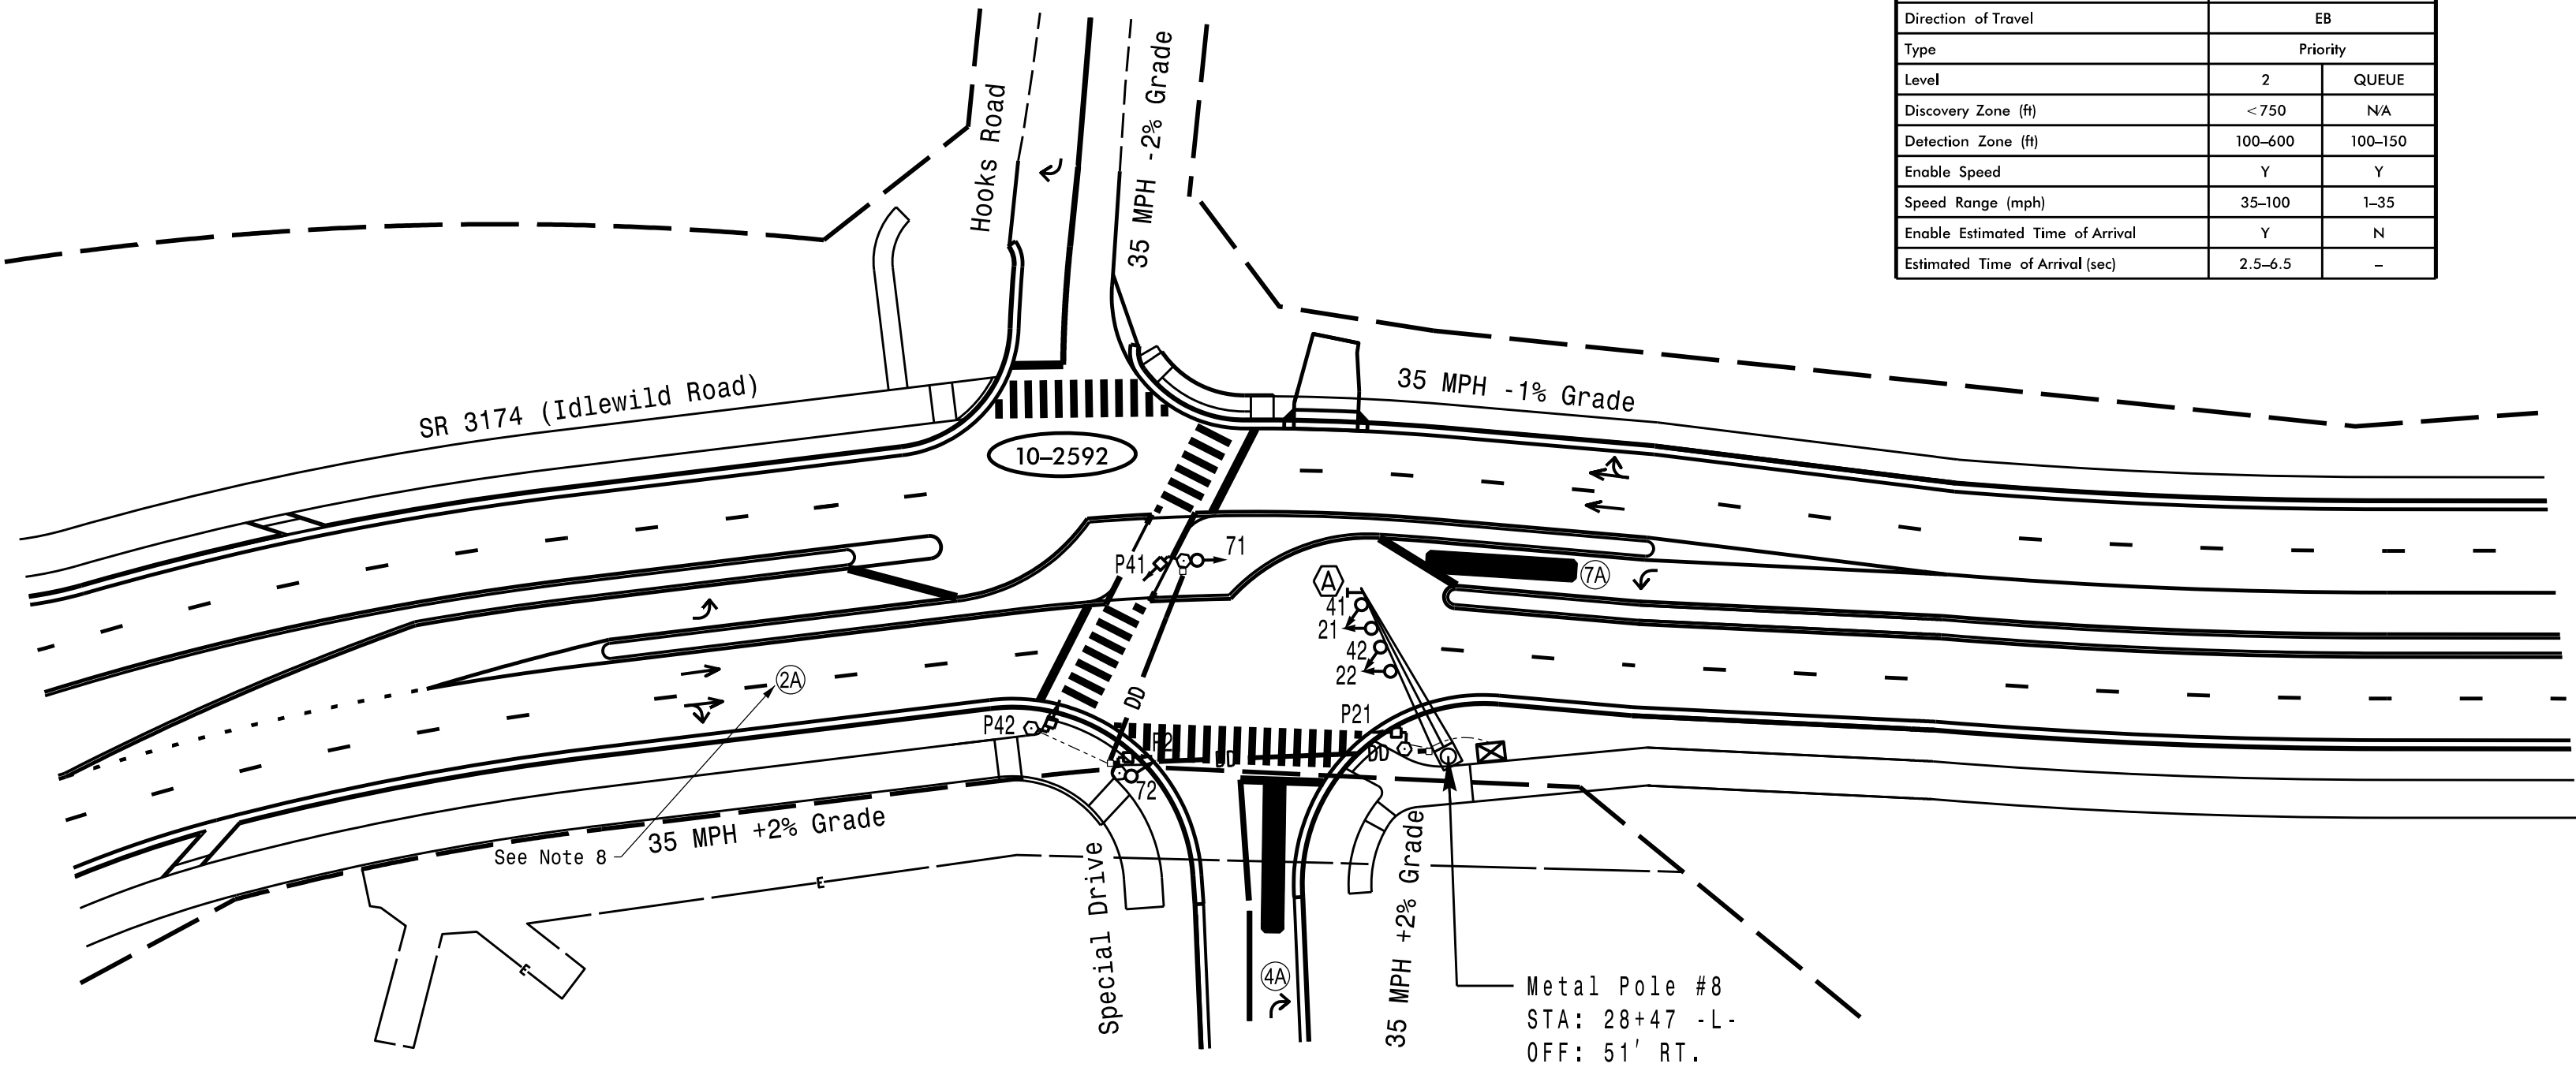 Direction of Travel EB
Type Priority
Level 2 QUEUE
Discovery Zone (ft) <750 N/A
Detection Zone (ft) 100–600 100–150
Enable Speed Y Y
Speed Range (mph) 35–100 1–35
Enable Estimated Time of Arrival Y N
Estimated Time of Arrival (sec) 2.5–6.5 –
Hooks Road
35 MPH -2% Grade
SR 3174 (Idlewild Road)
35 MPH -1% Grade
10–2592
P41
71
A
7A
41
21
42
22
2A
DD
P42
P21
DD
DD
72
See Note 8
35 MPH +2% Grade
E
E
Special Drive
4A
35 MPH +2% Grade
Metal Pole #8
STA: 28+47 -L-
OFF: 51' RT.